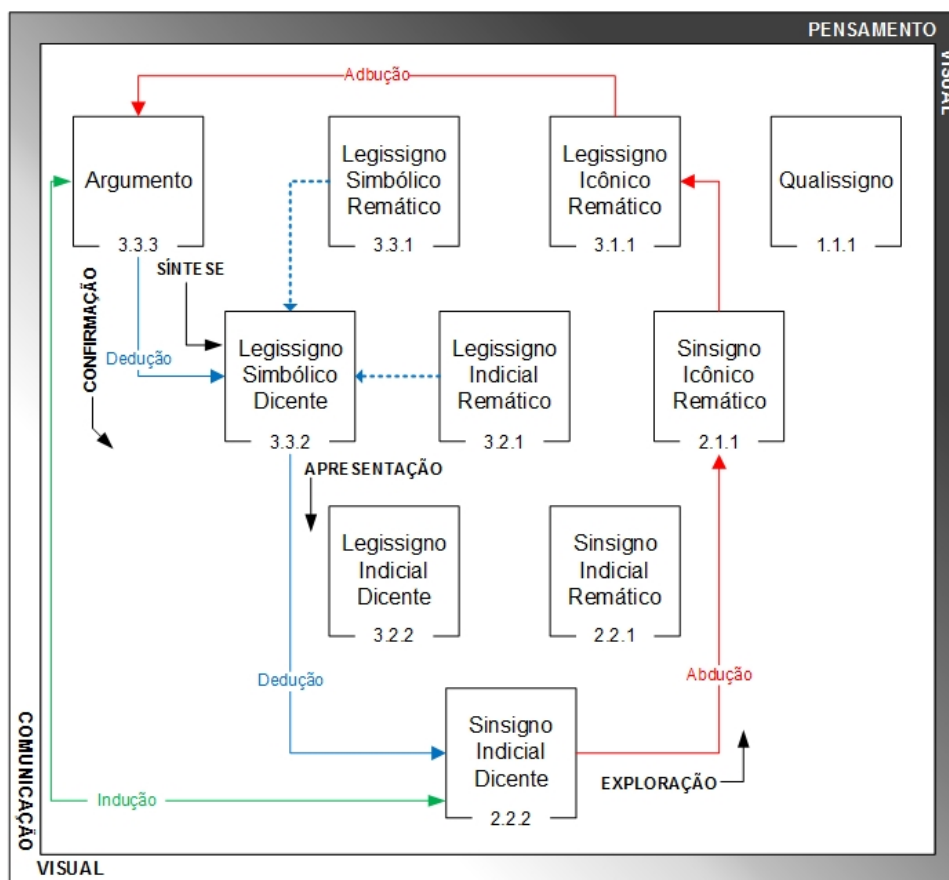 PENSAMENTO
VISUAL
Adbução
Argumento
3.3.3
Legissigno
Simbólico
Remático
3.3.1
Legissigno
Icônico
Remático
3.1.1
Qualissigno
1.1.1
CONFIRMAÇÃO
SÍNTESE
Dedução
Legissigno
Simbólico
Dicente
3.3.2
Legissigno
Indicial
Remático
3.2.1
Sinsigno
Icônico
Remático
2.1.1
APRESENTAÇÃO
Legissigno
Indicial
Dicente
3.2.2
Sinsigno
Indicial
Remático
2.2.1
Dedução
Abdução
Sinsigno
Indicial
Dicente
2.2.2
EXPLORAÇÃO
Indução
COMUNICAÇÃO
VISUAL